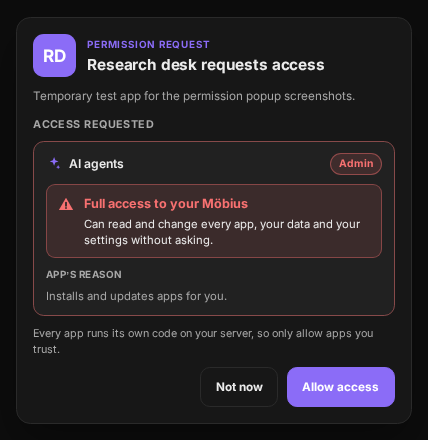 RD
PERMISSION REQUEST
Research desk requests access
Temporary test app for the permission popup screenshots.
ACCESS REQUESTED
AI agents
Admin
Full access to your Möbius
Can read and change every app, your data and your
settings without asking.
APP'S REASON
Installs and updates apps for you.
Every app runs its own code on your server, so only allow apps you
trust.
Not now
Allow access